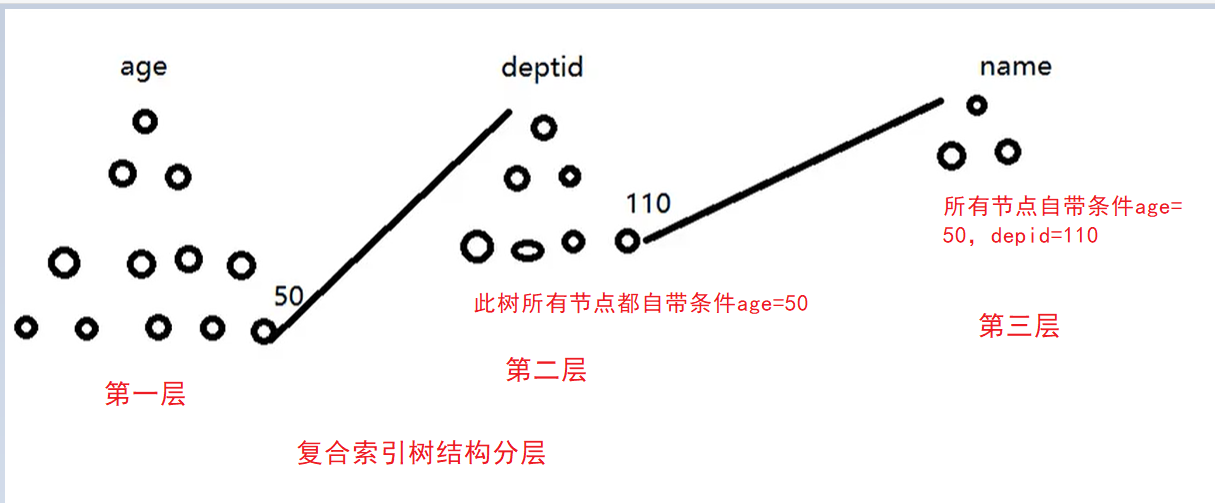 age
deptid
name
50
110
所有节点自带条件age=
50，depid=110
此树所有节点都自带条件age=50
第一层
第二层
第三层
复合索引树结构分层